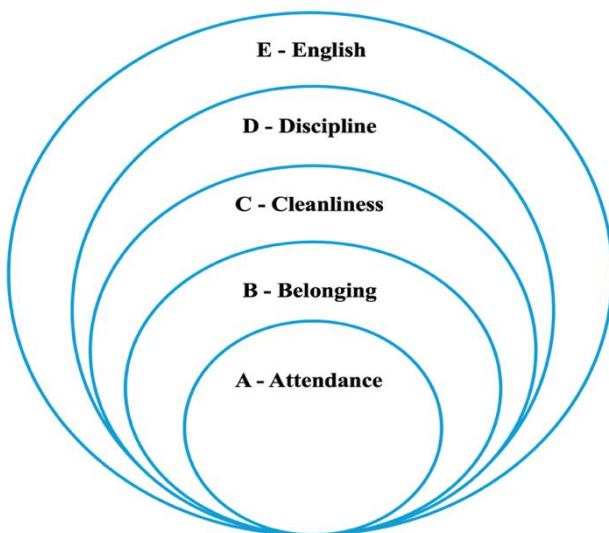 E - English
D - Discipline
C - Cleanliness
B - Belonging
A - Attendance